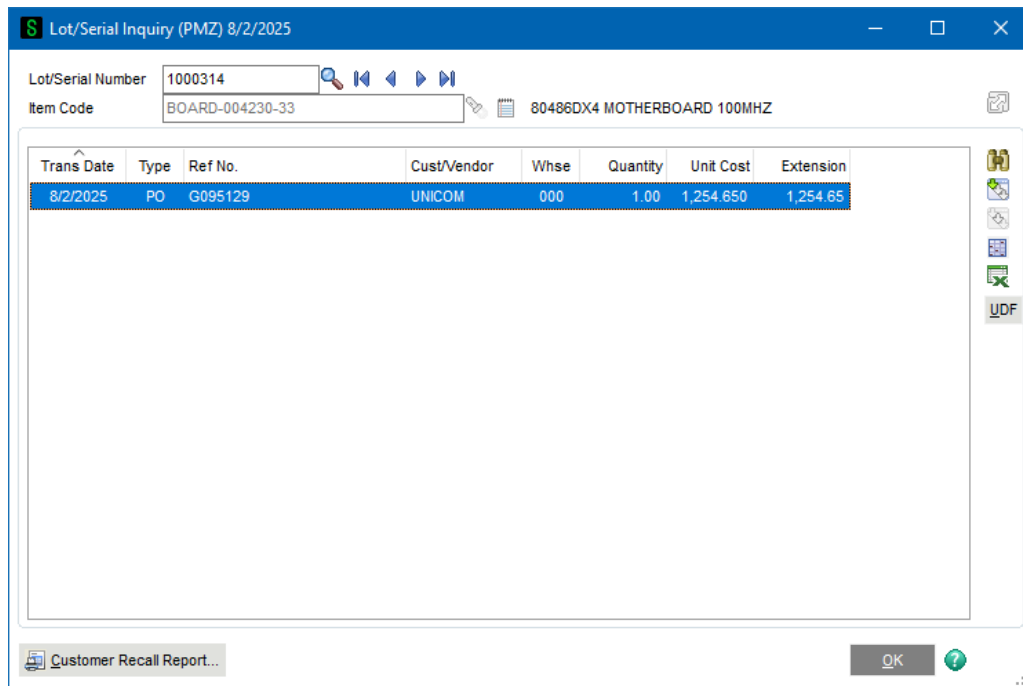 S Lot/Serial Inquiry (PMZ) 8/2/2025
Lot/Serial Number 1000314
Item Code BOARD-004230-33 80486DX4 MOTHERBOARD 100MHZ
Trans Date Type Ref No. Cust/Vendor Whse Quantity Unit Cost Extension
8/2/2025 PO G095129 UNICOM 000 1.00 1,254.650 1,254.65
UDF
Customer Recall Report... OK ?